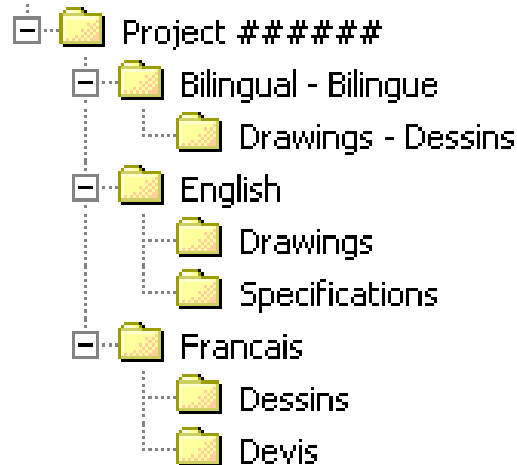 Project ######
Bilingual - Bilingue
Drawings - Dessins
English
Drawings
Specifications
Francais
Dessins
Devis